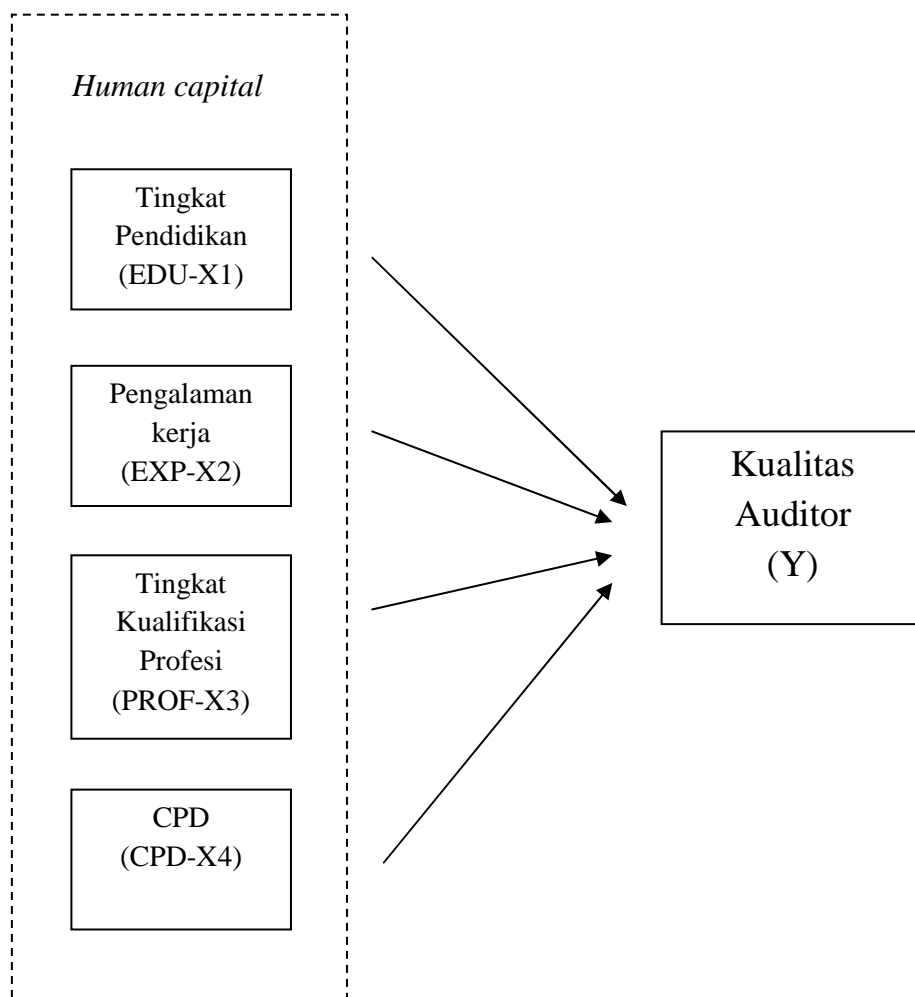 Human capital
Tingkat
Pendidikan
(EDU-X1)
Pengalaman
kerja
(EXP-X2)
Tingkat
Kualifikasi
Profesi
(PROF-X3)
CPD
(CPD-X4)
Kualitas
Auditor
(Y)